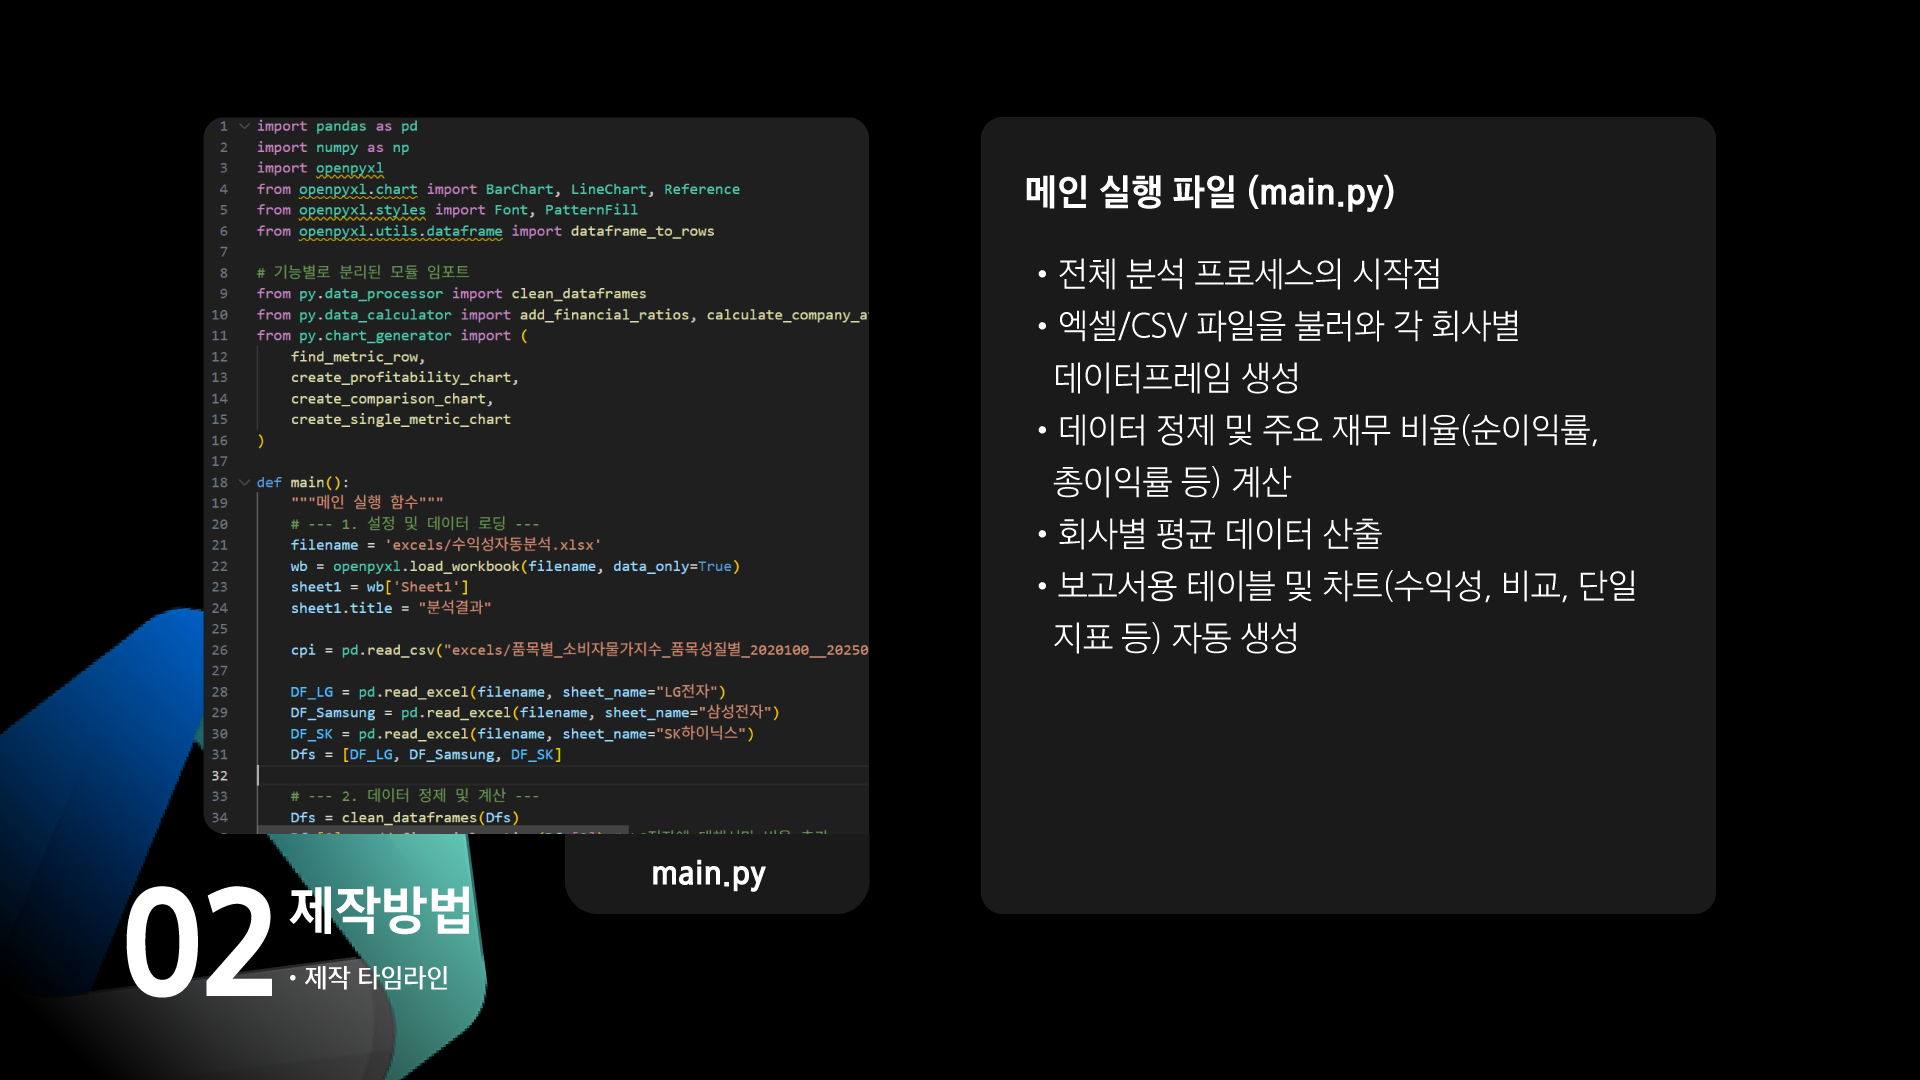 1 import pandas as pd
2 import numpy as np
3 import openpyxl
4 from openpyxl.chart import BarChart, LineChart, Reference
5 from openpyxl.styles import Font, PatternFill
6 from openpyxl.utils.dataframe import dataframe_to_rows
7
8 # 기능별로 분리된 모듈 임포트
9 from py.data_processor import clean_dataframes
10 from py.data_calculator import add_financial_ratios, calculate_company_a
11 from py.chart_generator import (
12 find_metric_row,
13 create_profitability_chart,
14 create_comparison_chart,
15 create_single_metric_chart
16 )
17
18 def main():
19 """메인 실행 함수"""
20 # --- 1. 설정 및 데이터 로딩 ---
21 filename = 'excels/수익성자동분석.xlsx'
22 wb = openpyxl.load_workbook(filename, data_only=True)
23 sheet1 = wb['Sheet1']
24 sheet1.title = "분석결과"
25
26 cpi = pd.read_csv("excels/품목별_소비자물가지수_품목성질별_2020100__20250
27
28 DF_LG = pd.read_excel(filename, sheet_name="LG전자")
29 DF_Samsung = pd.read_excel(filename, sheet_name="삼성전자")
30 DF_SK = pd.read_excel(filename, sheet_name="SK하이닉스")
31 Dfs = [DF_LG, DF_Samsung, DF_SK]
32
33 # --- 2. 데이터 정제 및 계산 ---
34 Dfs = clean_dataframes(Dfs)
main.py
메인 실행 파일 (main.py)
• 전체 분석 프로세스의 시작점
• 엑셀/CSV 파일을 불러와 각 회사별
데이터프레임 생성
• 데이터 정제 및 주요 재무 비율(순이익률,
총이익률 등) 계산
• 회사별 평균 데이터 산출
• 보고서용 테이블 및 차트(수익성, 비교, 단일
지표 등) 자동 생성
02 제작방법
• 제작 타임라인